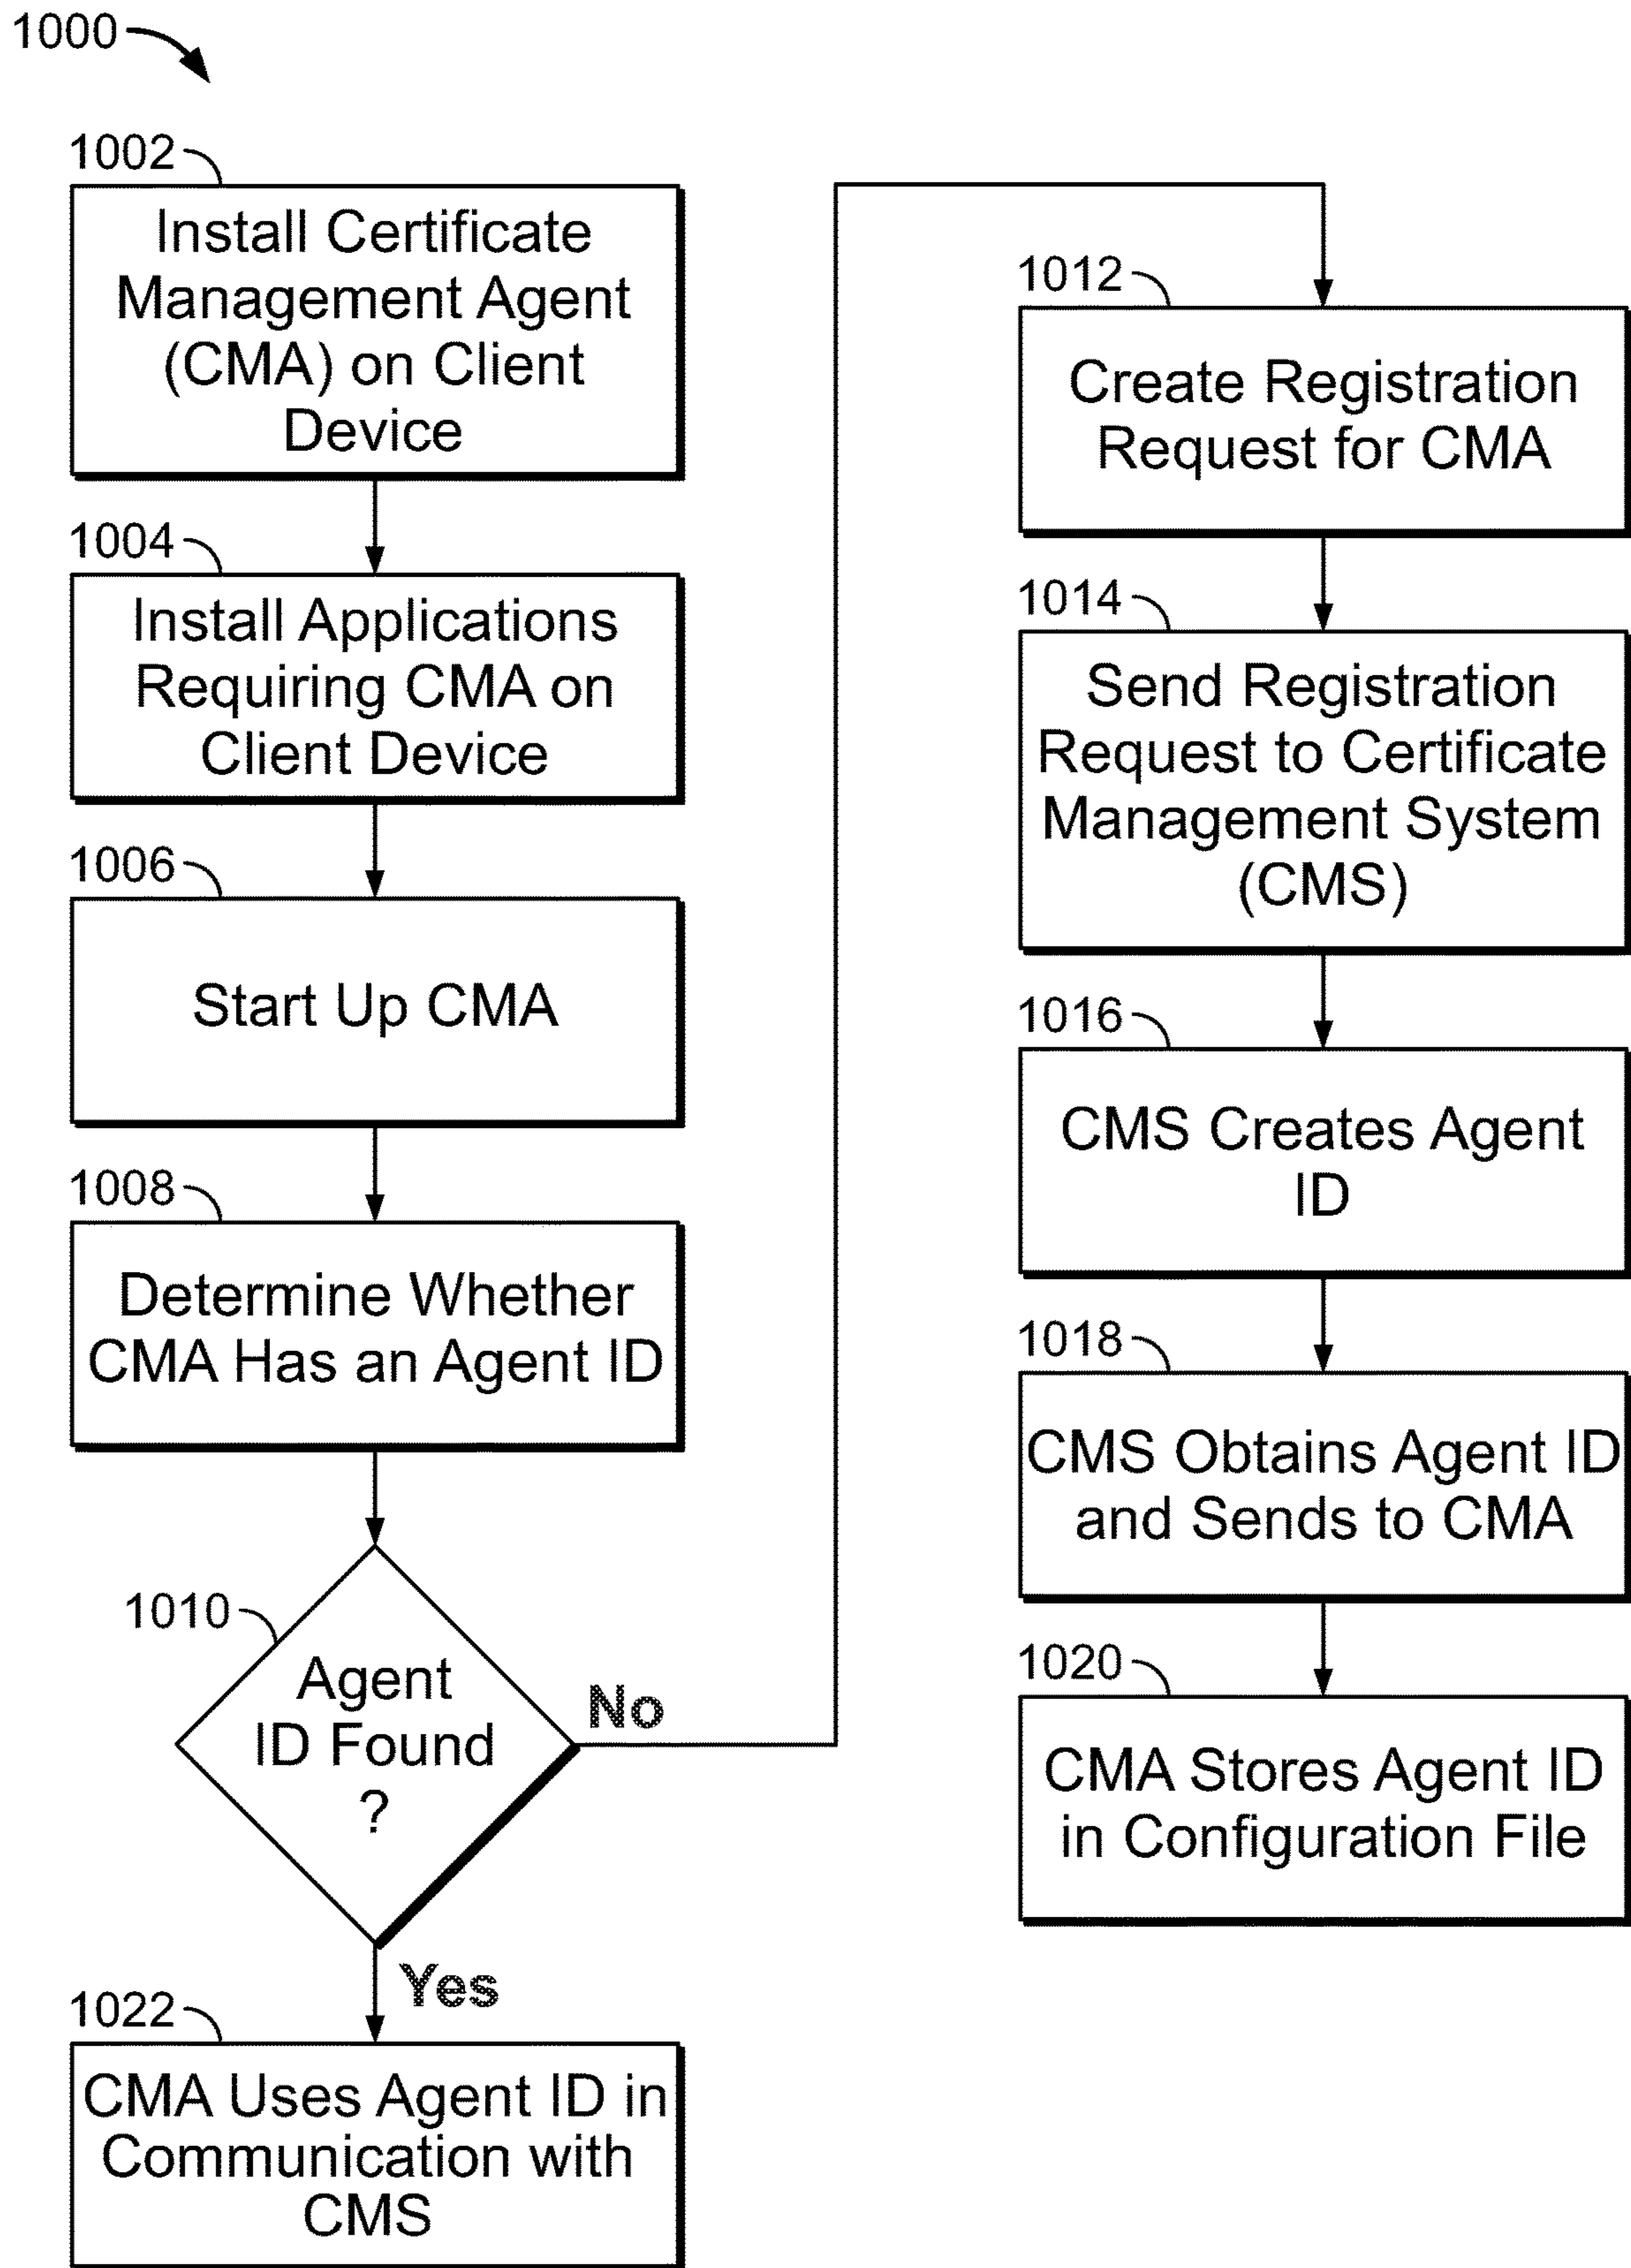 1000
1002
Install Certificate
Management Agent
(CMA) on Client
Device
1004
Install Applications
Requiring CMA on
Client Device
1006
Start Up CMA
1008
Determine Whether
CMA Has an Agent ID
1010
Agent
ID Found
?
No
Yes
1022
CMA Uses Agent ID in
Communication with
CMS
1012
Create Registration
Request for CMA
1014
Send Registration
Request to Certificate
Management System
(CMS)
1016
CMS Creates Agent
ID
1018
CMS Obtains Agent ID
and Sends to CMA
1020
CMA Stores Agent ID
in Configuration File